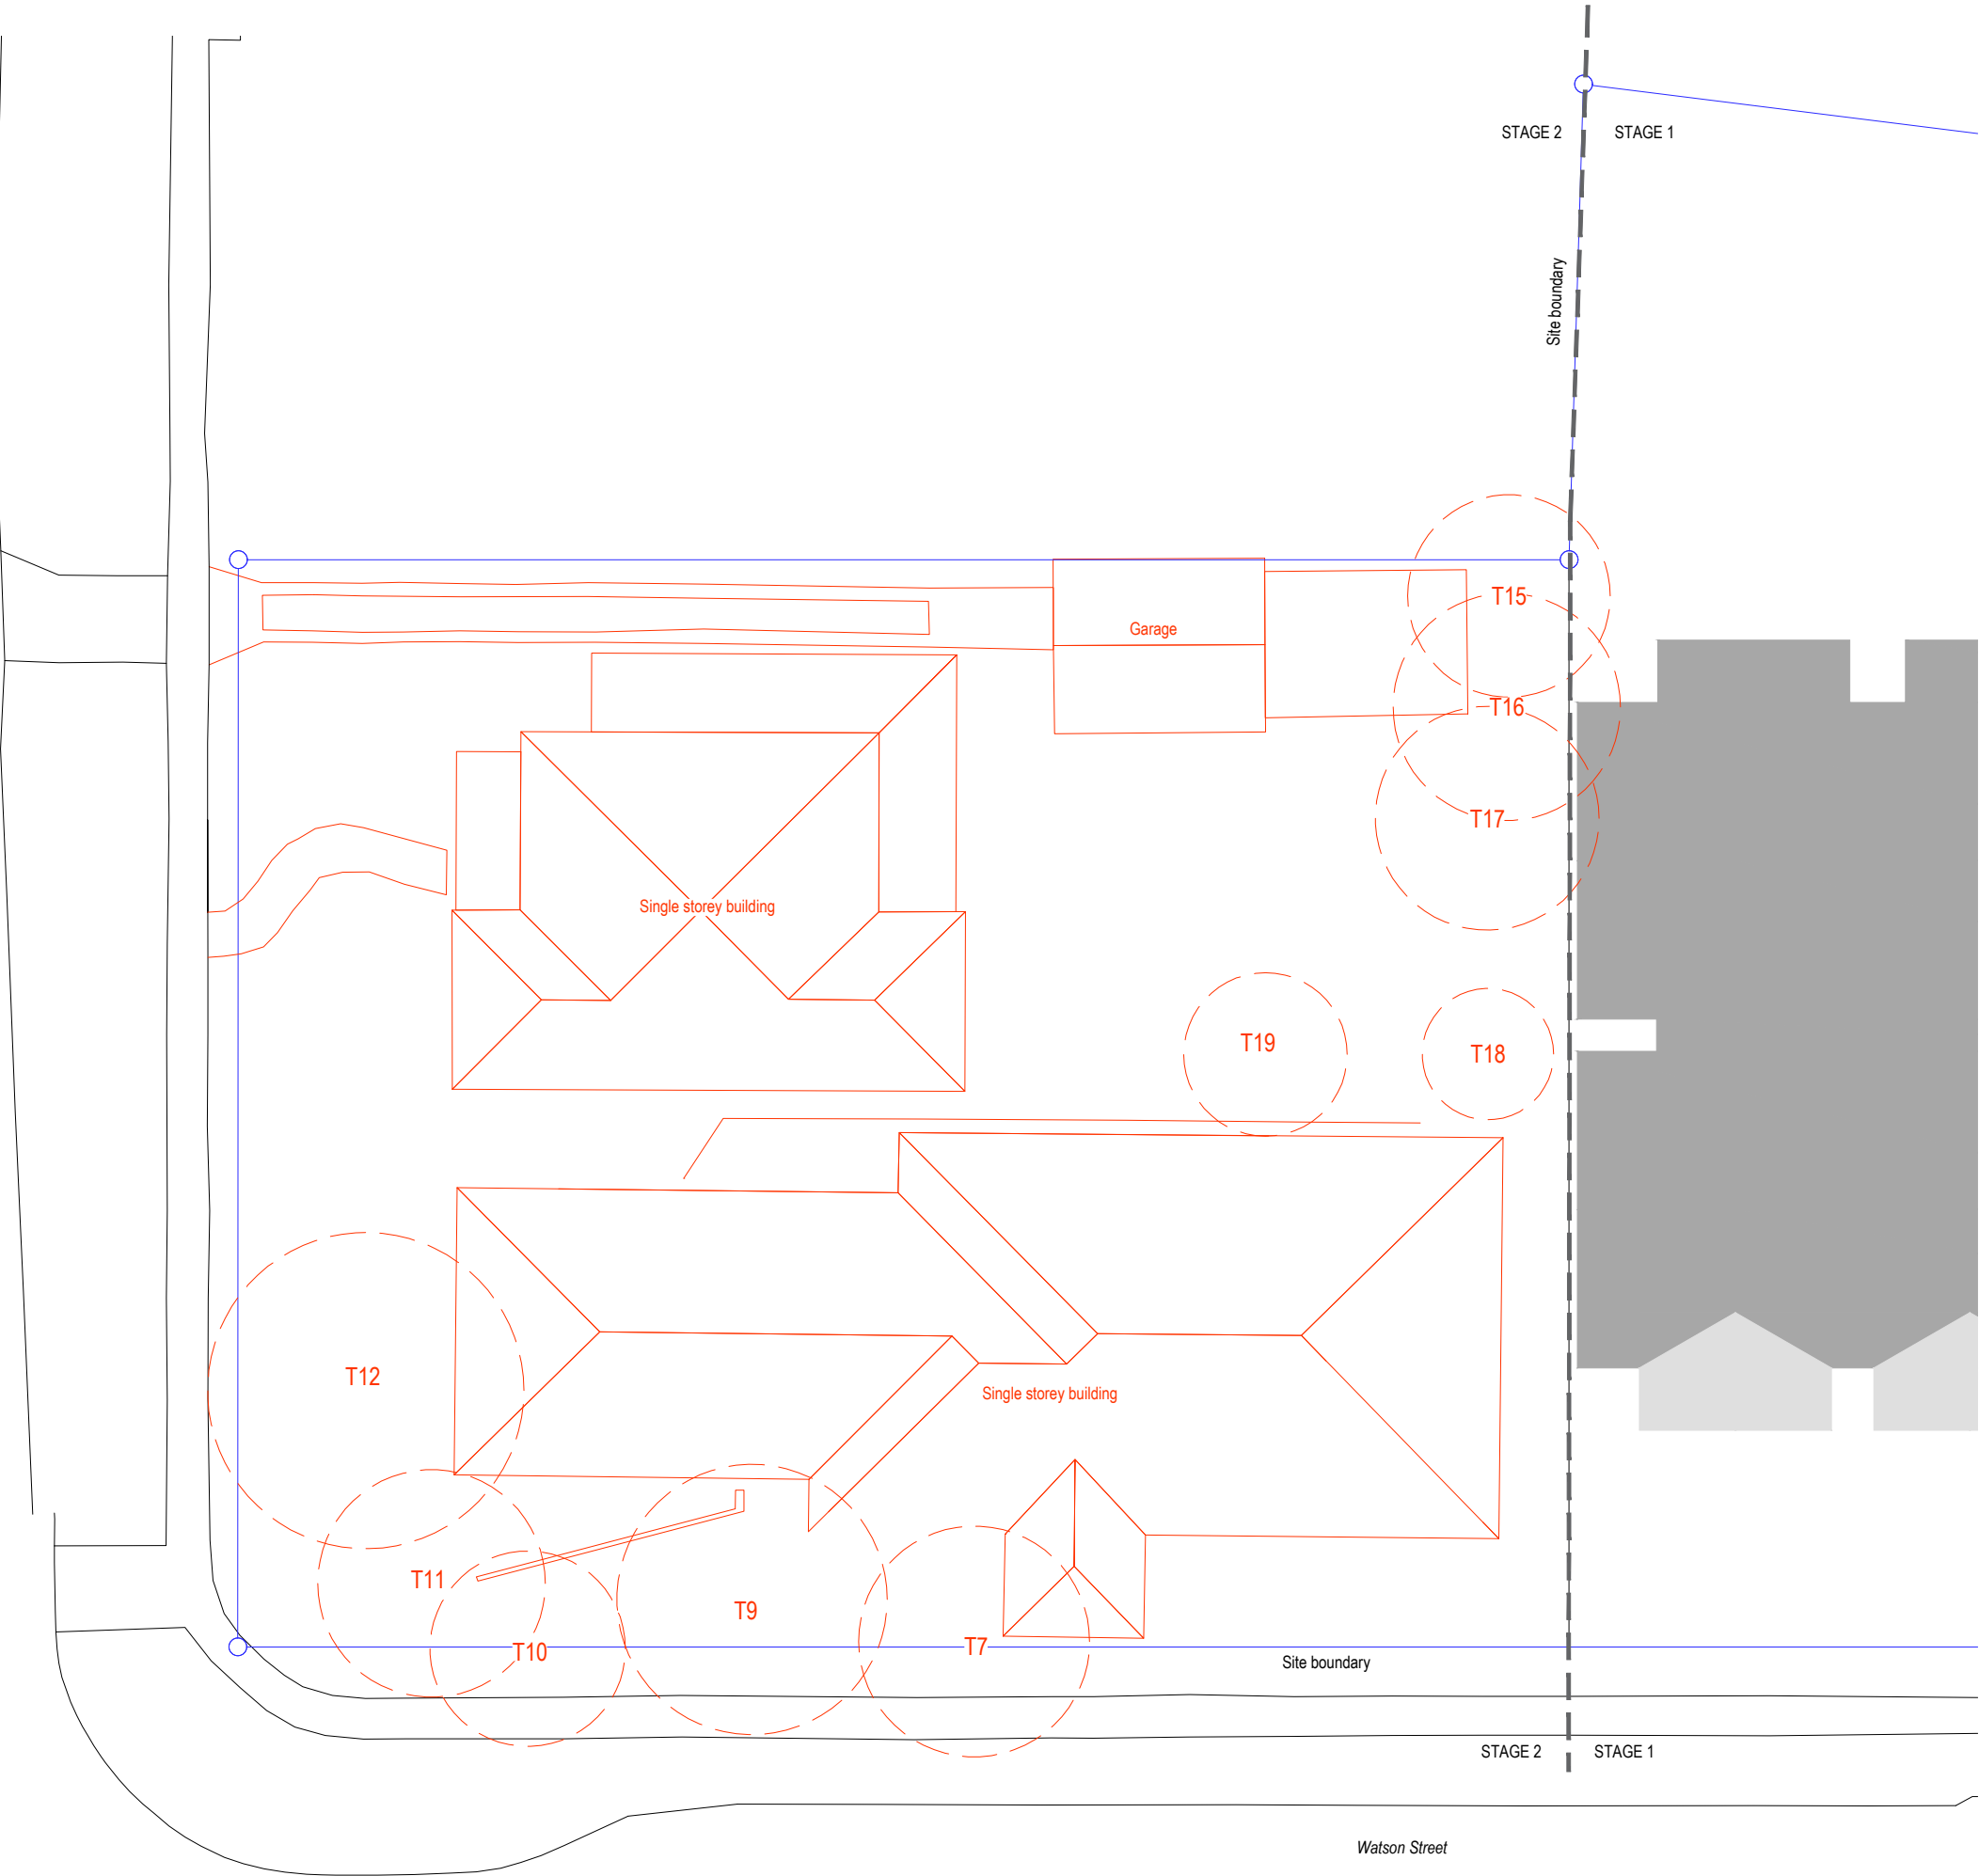 STAGE 2
STAGE 1
Site boundary
T15
Garage
T16
T17
Single storey building
T19
T18
T12
Single storey building
T11
T9
T10
T7
Site boundary
STAGE 2
STAGE 1
Watson Street